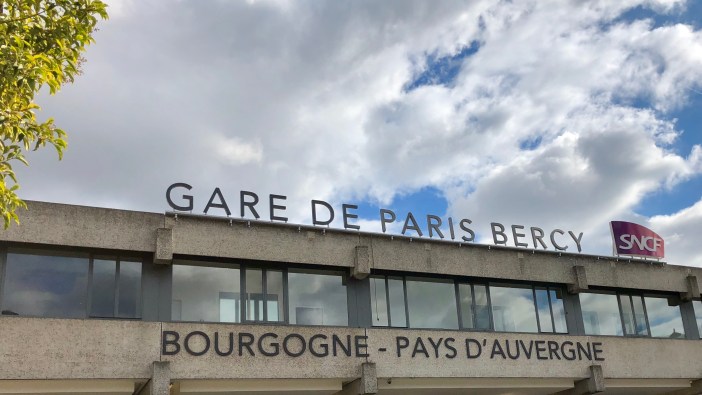 GARE DE PARIS BERCY
SNCF
BOURGOGNE - PAYS D'AUVERGNE